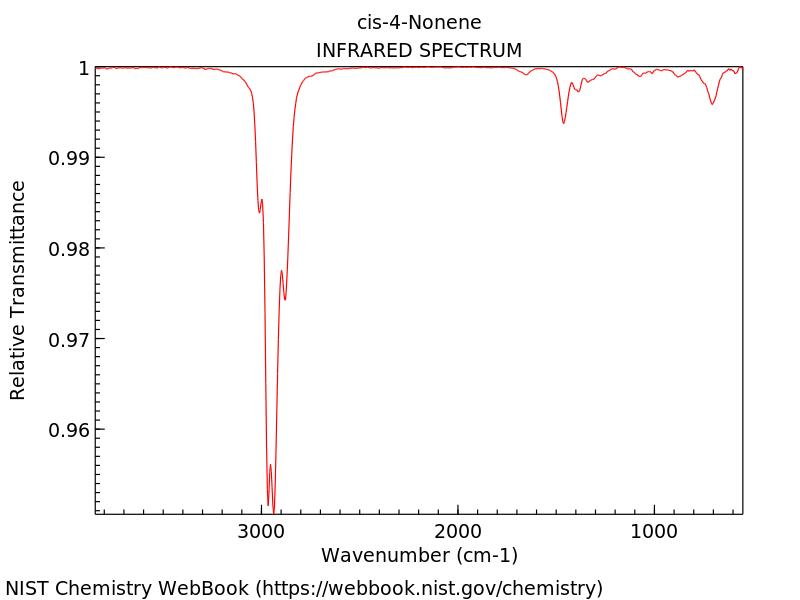 cis-4-Nonene
INFRARED SPECTRUM
1
0.99
0.98
0.97
0.96
Relative Transmittance
3000 2000 1000
Wavenumber (cm-1)
NIST Chemistry WebBook (https://webbook.nist.gov/chemistry)